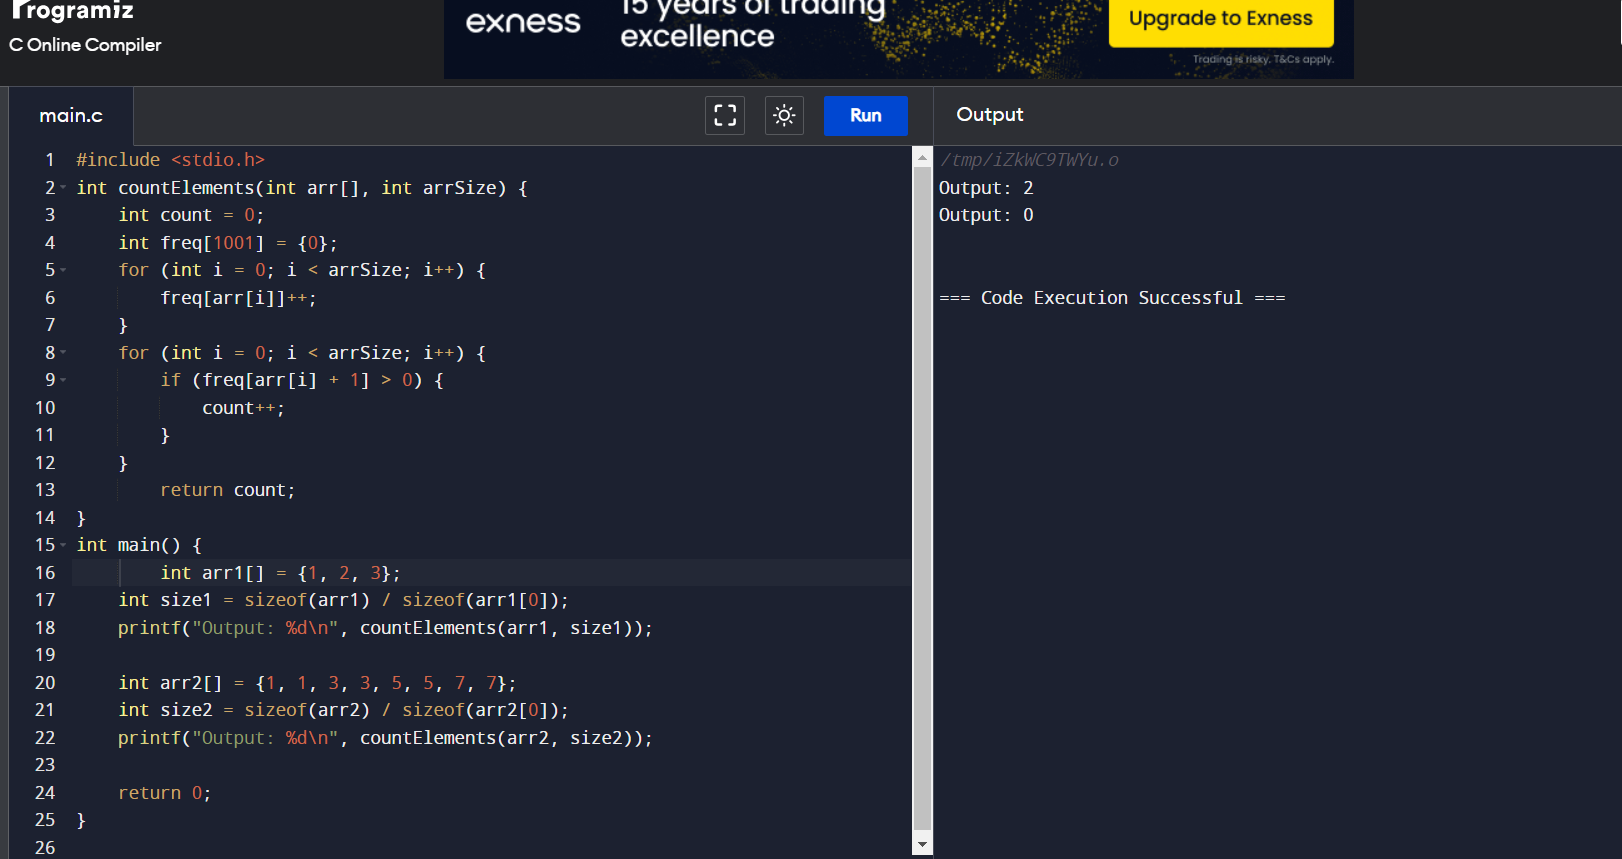 Programiz
C Online Compiler
exness
15 years of trading
excellence
Upgrade to Exness
Trading is risky. T&Cs apply.
main.c
Run
Output
1 #include <stdio.h>
2 int countElements(int arr[], int arrSize) {
3 int count = 0;
4 int freq[1001] = {0};
5 for (int i = 0; i < arrSize; i++) {
6 freq[arr[i]]++;
7 }
8 for (int i = 0; i < arrSize; i++) {
9 if (freq[arr[i] + 1] > 0) {
10 count++;
11 }
12 }
13 return count;
14 }
15 int main() {
16 int arr1[] = {1, 2, 3};
17 int size1 = sizeof(arr1) / sizeof(arr1[0]);
18 printf("Output: %d\n", countElements(arr1, size1));
19
20 int arr2[] = {1, 1, 3, 3, 5, 5, 7, 7};
21 int size2 = sizeof(arr2) / sizeof(arr2[0]);
22 printf("Output: %d\n", countElements(arr2, size2));
23
24 return 0;
25 }
26
/tmp/iZkWC9TWYu.o
Output: 2
Output: 0
=== Code Execution Successful ===